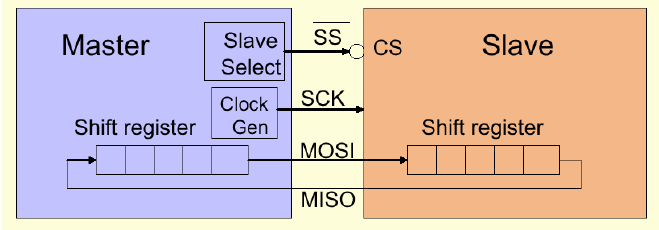 Master
Slave
Select
SS
CS
Slave
Clock
Gen
SCK
Shift register
Shift register
MOSI
MISO